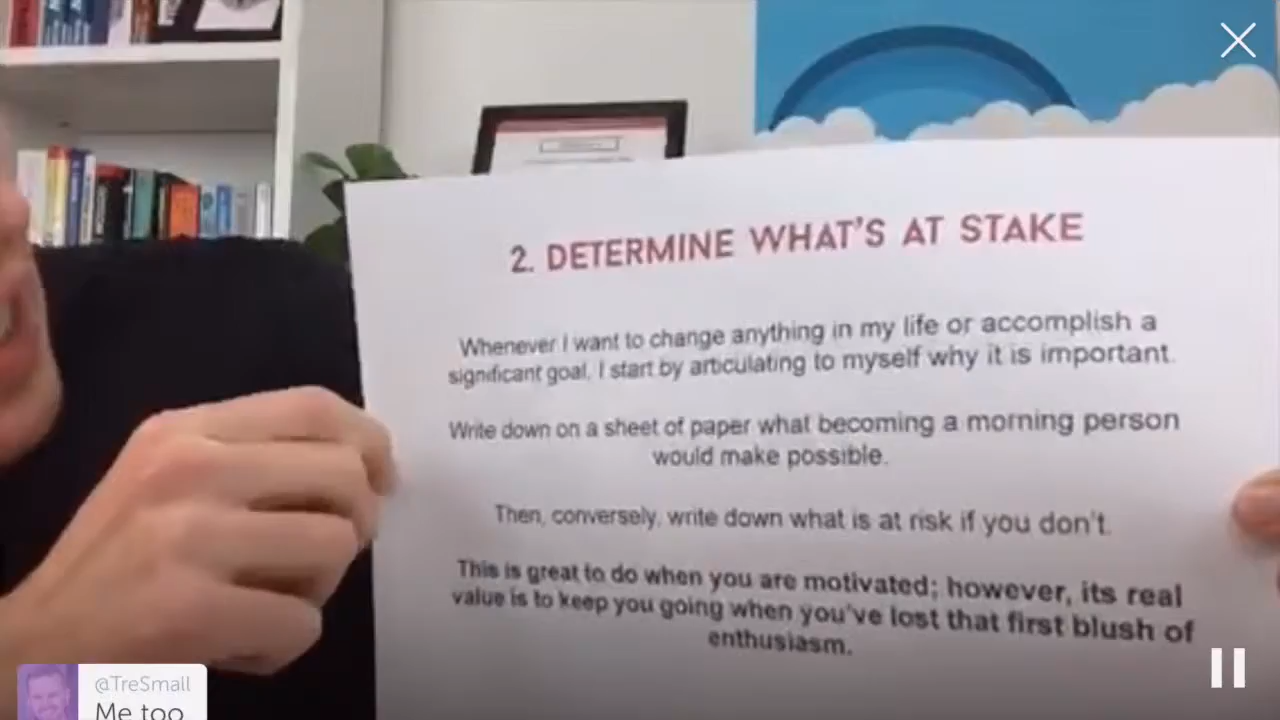 2. DETERMINE WHAT'S AT STAKE
Whenever I want to change anything in my life or accomplish a
significant goal, I start by articulating to myself why it is important.
Write down on a sheet of paper what becoming a morning person
would make possible.
Then, conversely, write down what is at risk if you don't.
This is great to do when you are motivated; however, its real
value is to keep you going when you've lost that first blush of
enthusiasm.
@TreSmall
Me too